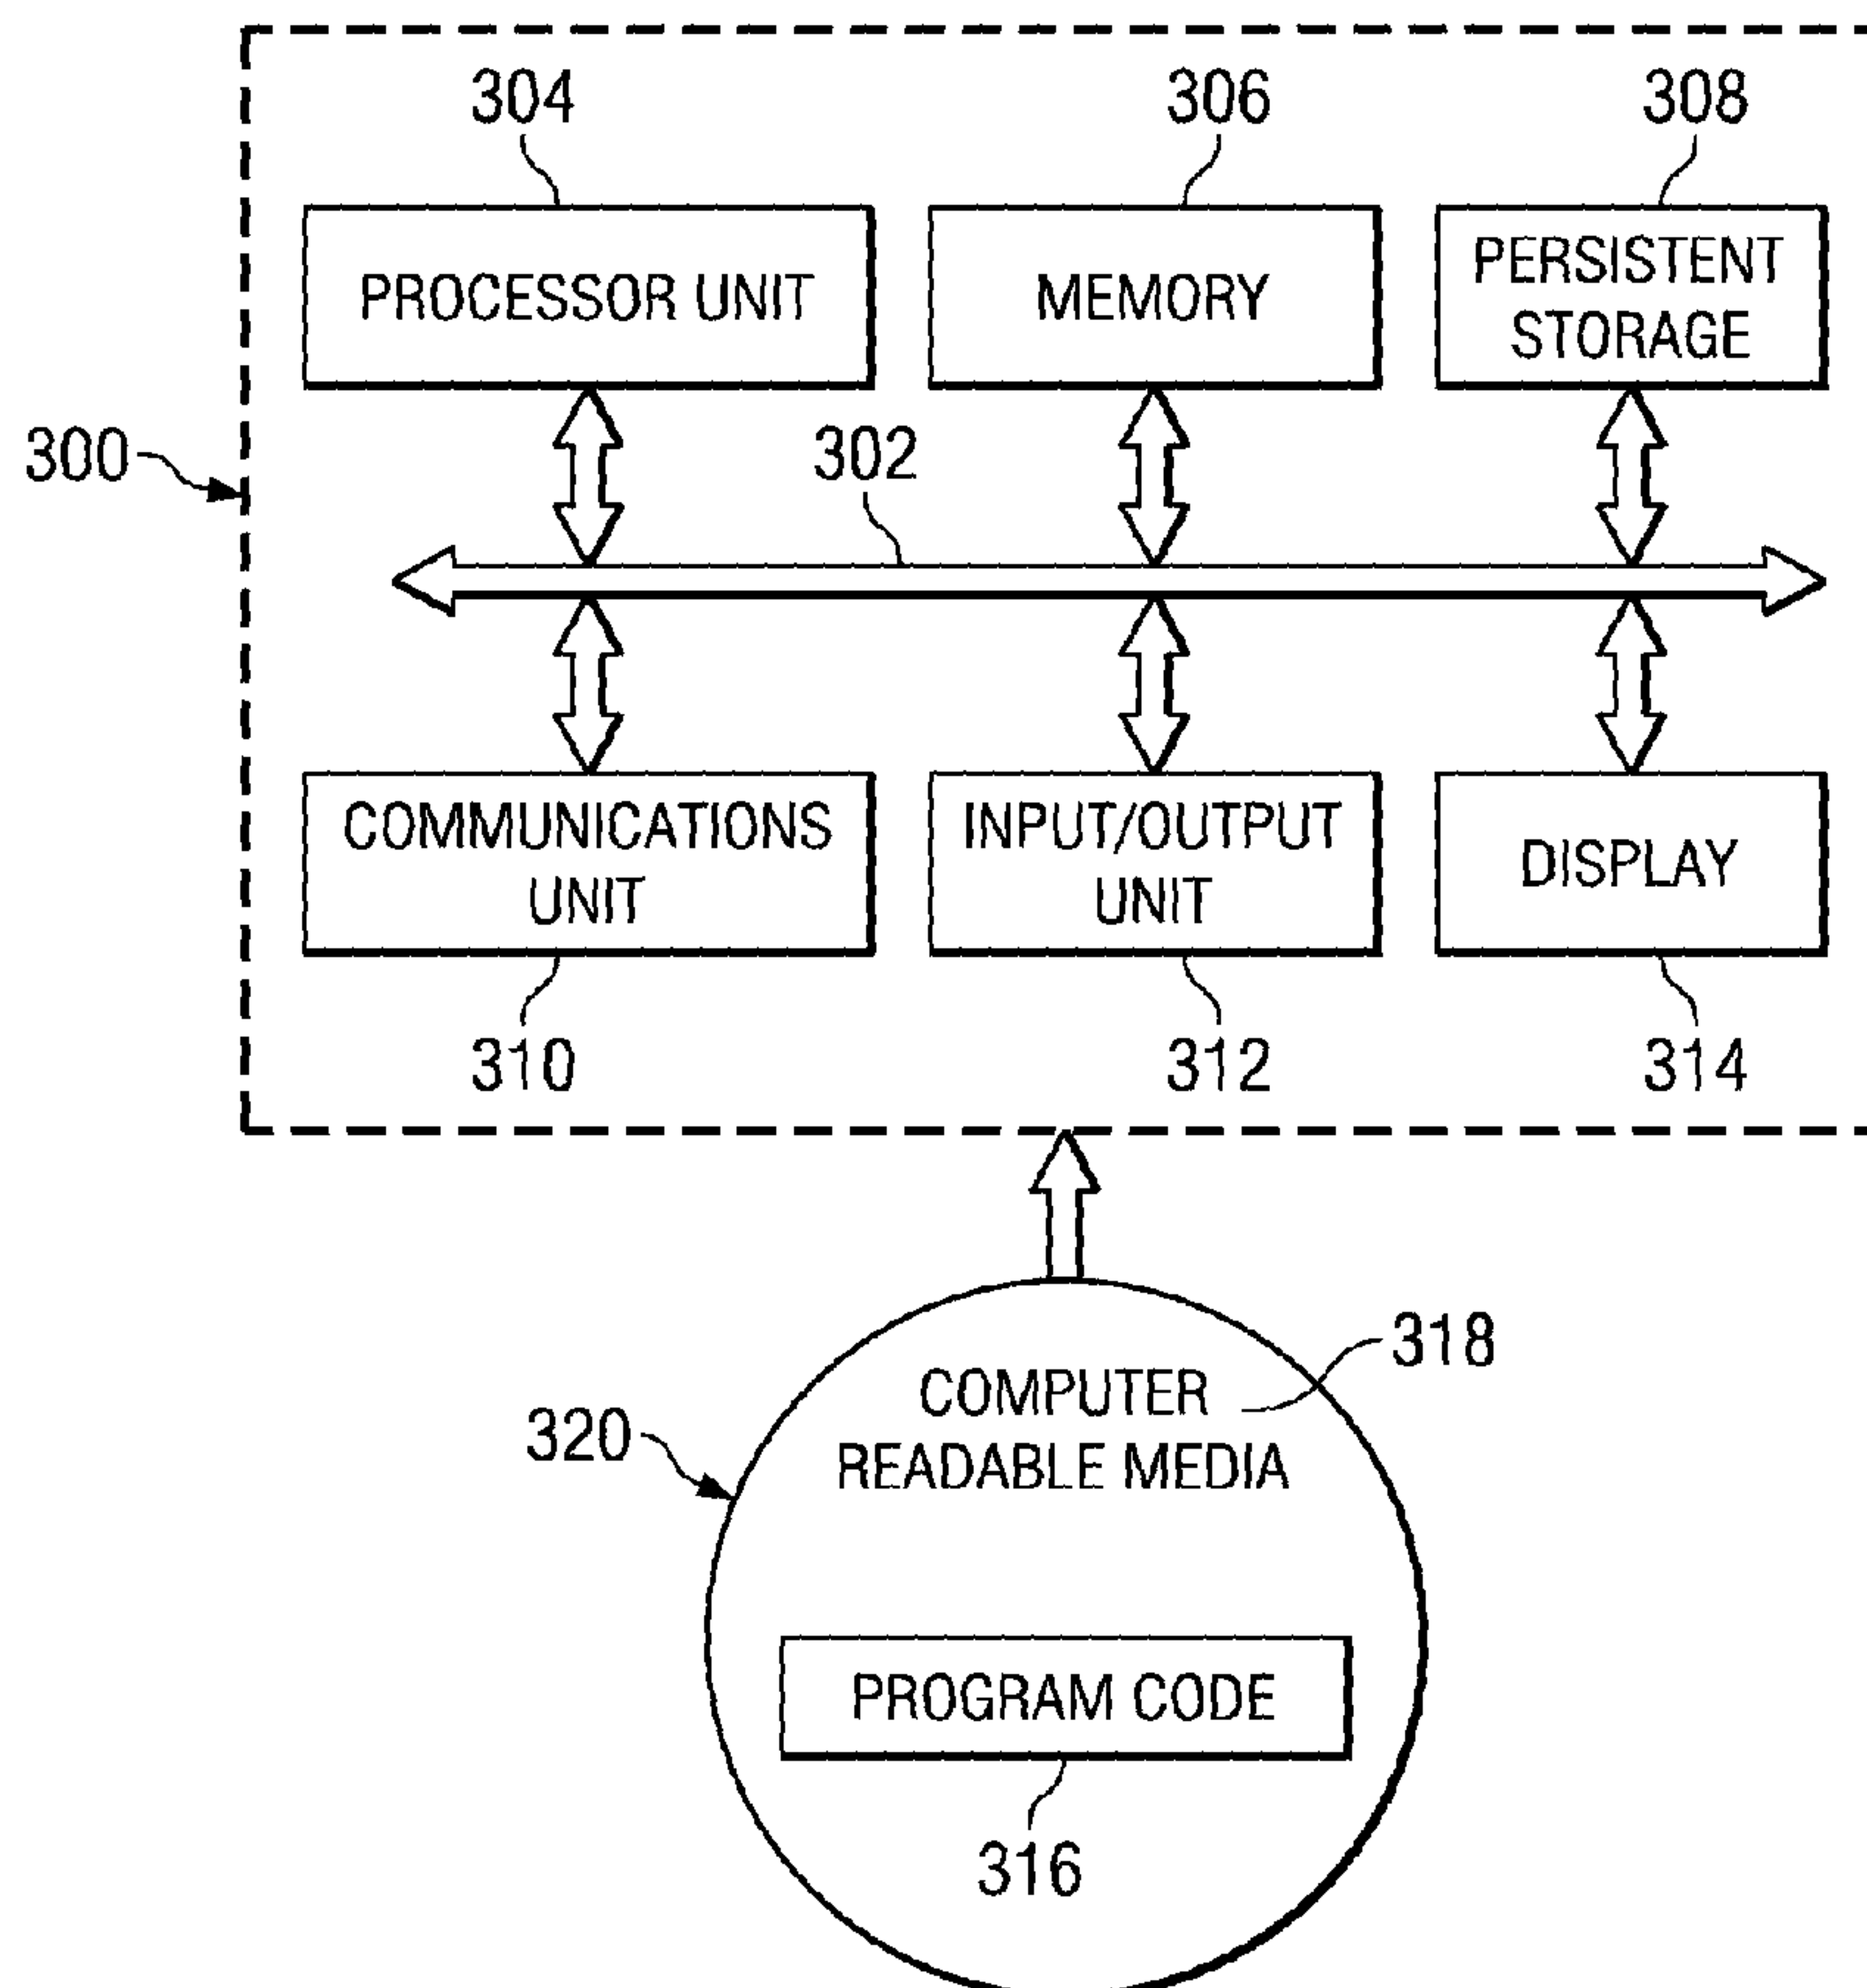 304
306
308
PROCESSOR UNIT
MEMORY
PERSISTENT
STORAGE
300
302
COMMUNICATIONS
UNIT
INPUT/OUTPUT
UNIT
DISPLAY
310
312
314
318
COMPUTER
READABLE MEDIA
320
PROGRAM CODE
316